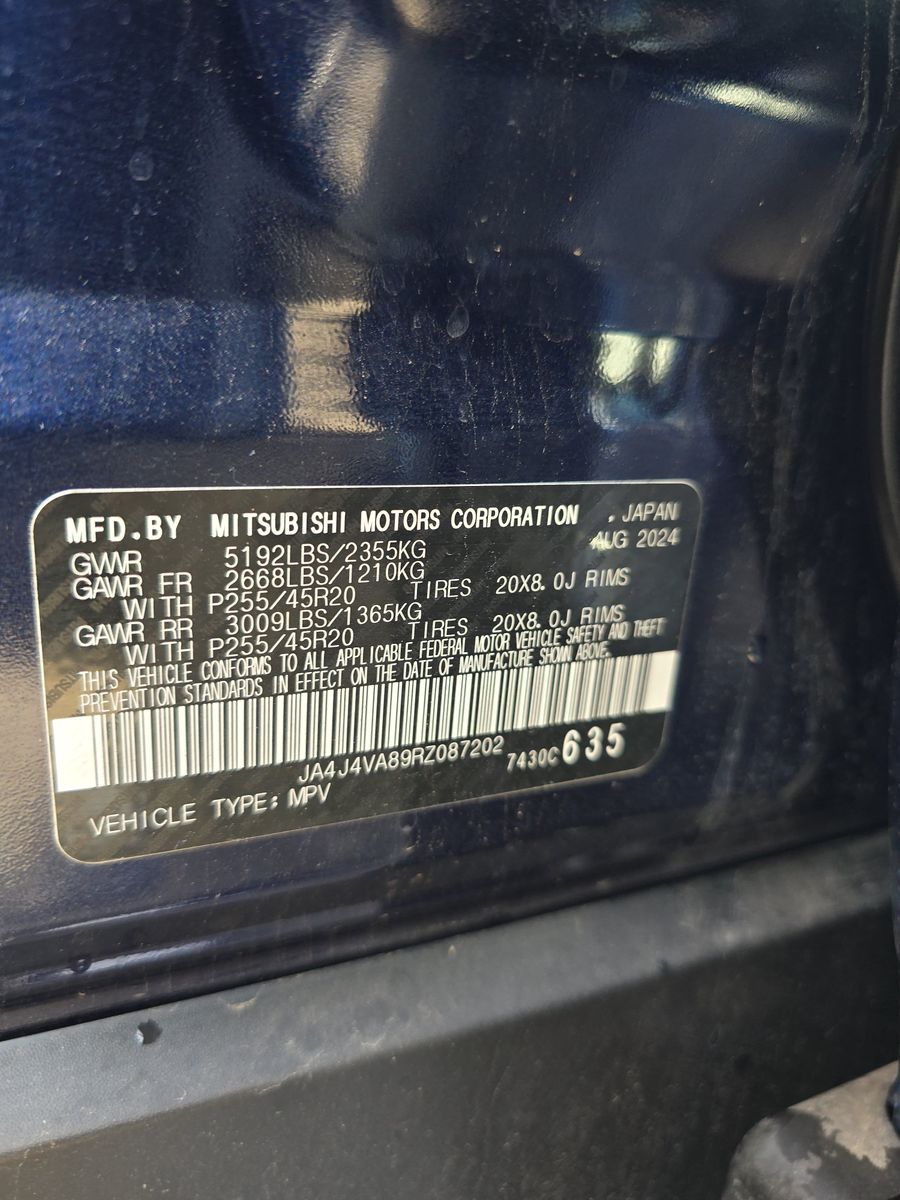 MFD.BY MITSUBISHI MOTORS CORPORATION , JAPAN
GVWR 5192LBS/2355KG AUG 2024
GAWR FR 2668LBS/1210KG
WITH P255/45R20 TIRES 20X8.0J RIMS
GAWR RR 3009LBS/1365KG
WITH P255/45R20 TIRES 20X8.0J RIMS
THIS VEHICLE CONFORMS TO ALL APPLICABLE FEDERAL MOTOR VEHICLE SAFETY AND THEFT
PREVENTION STANDARDS IN EFFECT ON THE DATE OF MANUFACTURE SHOWN ABOVE.
JA4J4VA89RZ087202 7430C635
VEHICLE TYPE: MPV